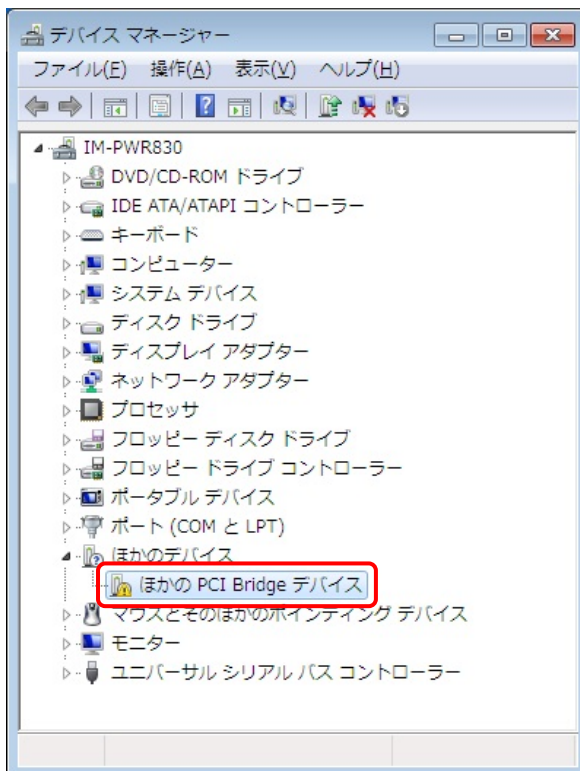 デバイス マネージャー
ファイル(F) 操作(A) 表示(V) ヘルプ(H)
IM-PWR830
DVD/CD-ROM ドライブ
IDE ATA/ATAPI コントローラー
キーボード
コンピューター
システム デバイス
ディスク ドライブ
ディスプレイ アダプター
ネットワーク アダプター
プロセッサ
フロッピー ディスク ドライブ
フロッピー ドライブ コントローラー
ポータブル デバイス
ポート (COM と LPT)
ほかのデバイス
ほかの PCI Bridge デバイス
マウスとそのほかのポインティング デバイス
モニター
ユニバーサル シリアル バス コントローラー